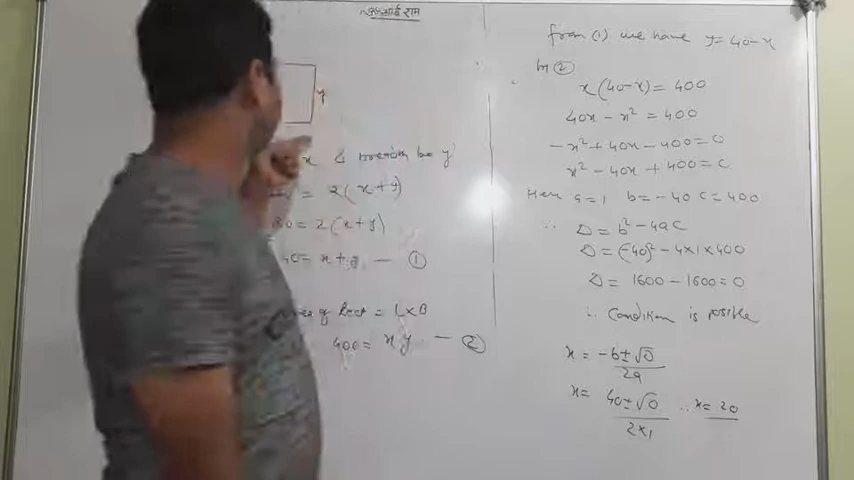 y
x & breadth be y
= 2(x+y)
80 = 2(x+y)
40 = x+y — ①
Area of Rect = L×B
400 = x y — ②
from (1) we have y = 40-x
in ②
x(40-x) = 400
40x - x² = 400
-x² + 40x - 400 = 0
x² - 40x + 400 = 0
Here a=1 b=-40 c=400
∴ Δ = b² - 4ac
Δ = (-40)² - 4×1×400
Δ = 1600 - 1600 = 0
∴ Condition is possible
x = -b±√0 / 2a
x = 40±√0 / 2×1 ∴ x = 20